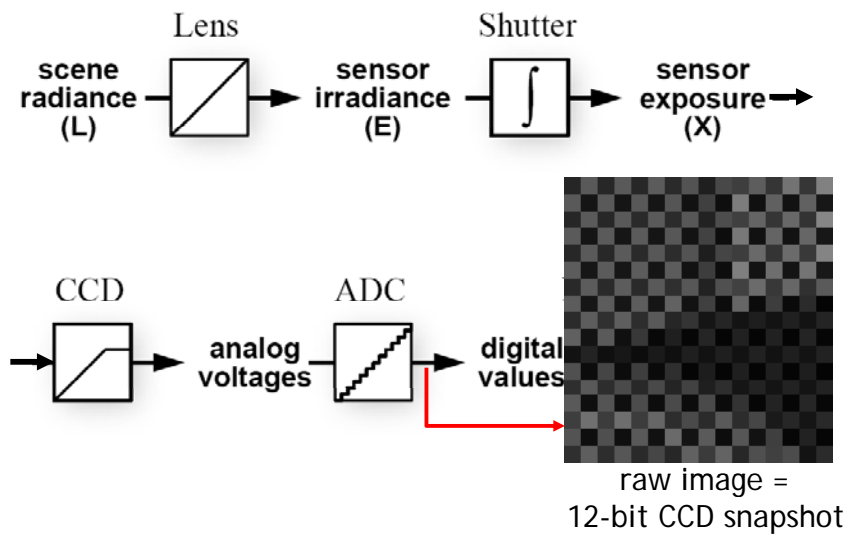 Lens
Shutter
scene
radiance
(L)
sensor
irradiance
(E)
∫
sensor
exposure
(X)
CCD
ADC
analog
voltages
digital
values
raw image =
12-bit CCD snapshot